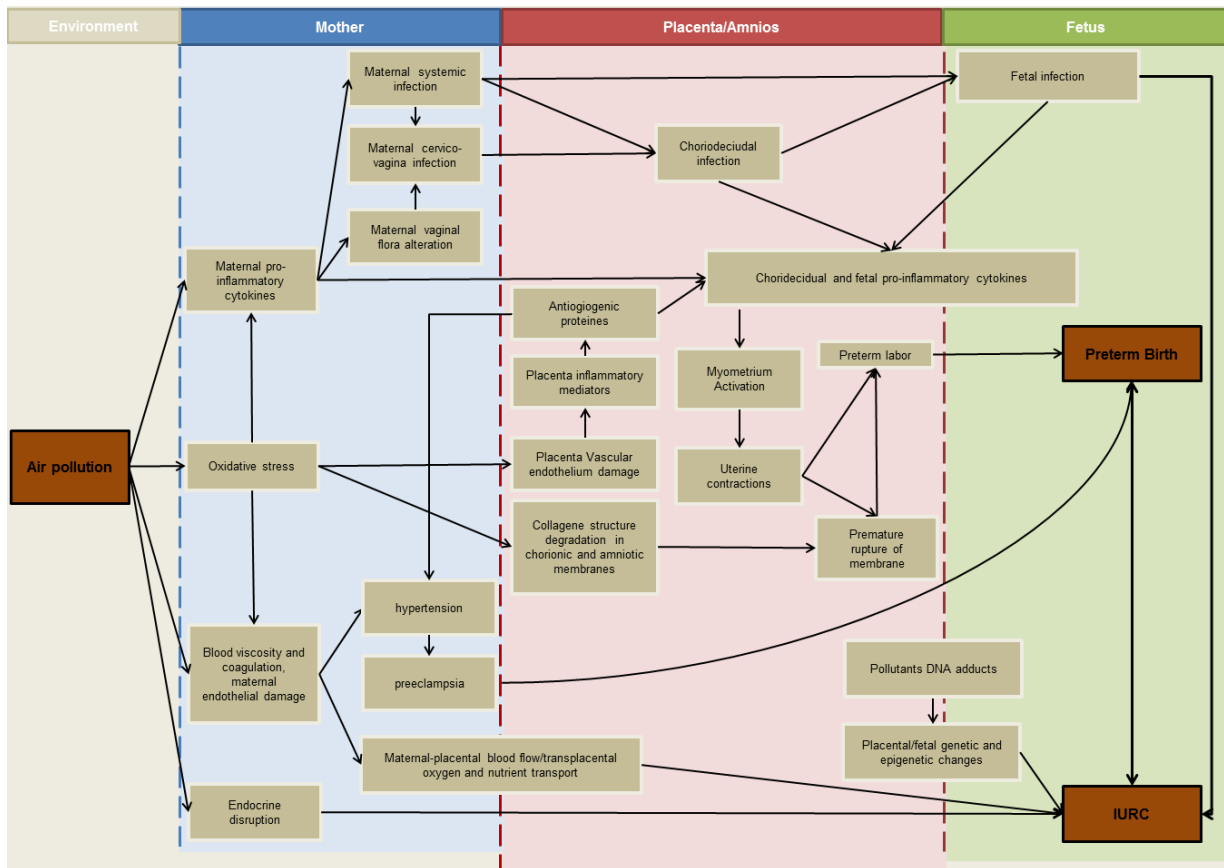 Environment
Mother
Placenta/Amnios
Fetus
Maternal systemic
infection
Fetal infection
Maternal cervico-
vagina infection
Choriodeciudal
infection
Maternal vaginal
flora alteration
Maternal pro-
inflammatory
cytokines
Choridecidual and fetal pro-inflammatory cytokines
Antiogiogenic
proteines
Preterm labor
Preterm Birth
Placenta inflammatory
mediators
Myometrium
Activation
Air pollution
Oxidative stress
Placenta Vascular
endothelium damage
Uterine
contractions
Collagene structure
degradation in
chorionic and amniotic
membranes
Premature
rupture of
membrane
hypertension
Blood viscosity and
coagulation,
maternal
endothelial damage
preeclampsia
Pollutants DNA adducts
Maternal-placental blood flow/transplacental
oxygen and nutrient transport
Placental/fetal genetic and
epigenetic changes
Endocrine
disruption
IURC